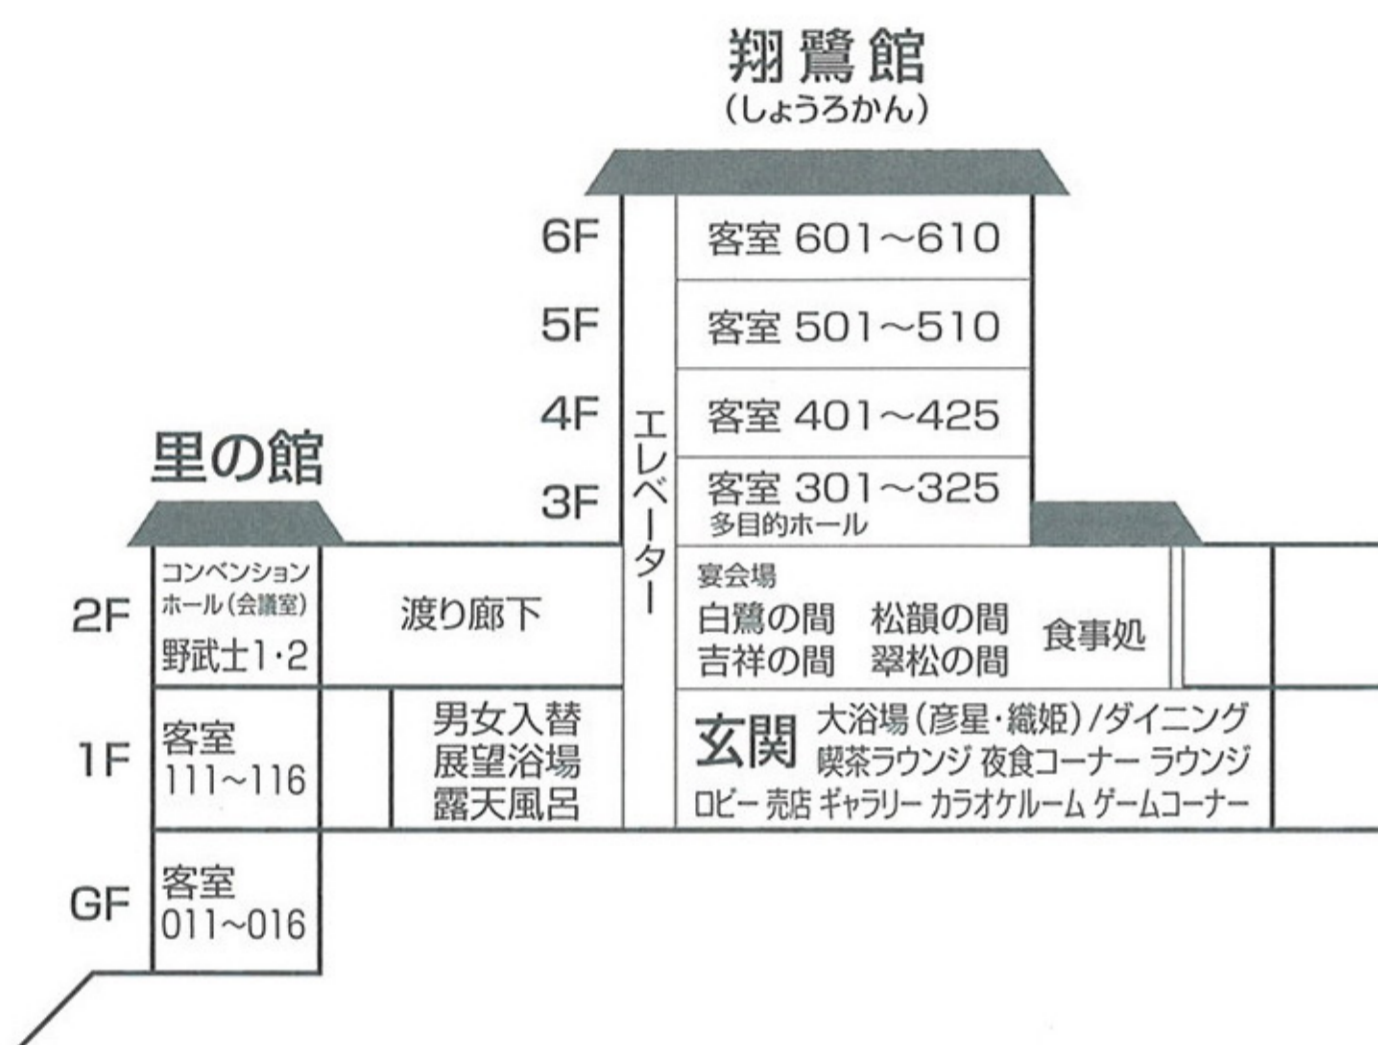 翔鷺館
(しょうろかん)
6F
客室 601～610
5F
客室 501～510
4F
客室 401～425
3F
客室 301～325
多目的ホール
エレベーター
里の館
2F
コンベンション
ホール(会議室)
野武士1・2
渡り廊下
宴会場
白鷺の間 松韻の間
吉祥の間 翠松の間
食事処
1F
客室
111～116
男女入替
展望浴場
露天風呂
玄関
大浴場(彦星・織姫)/ダイニング
喫茶ラウンジ 夜食コーナー ラウンジ
ロビー 売店 ギャラリー カラオケルーム ゲームコーナー
GF
客室
011～016